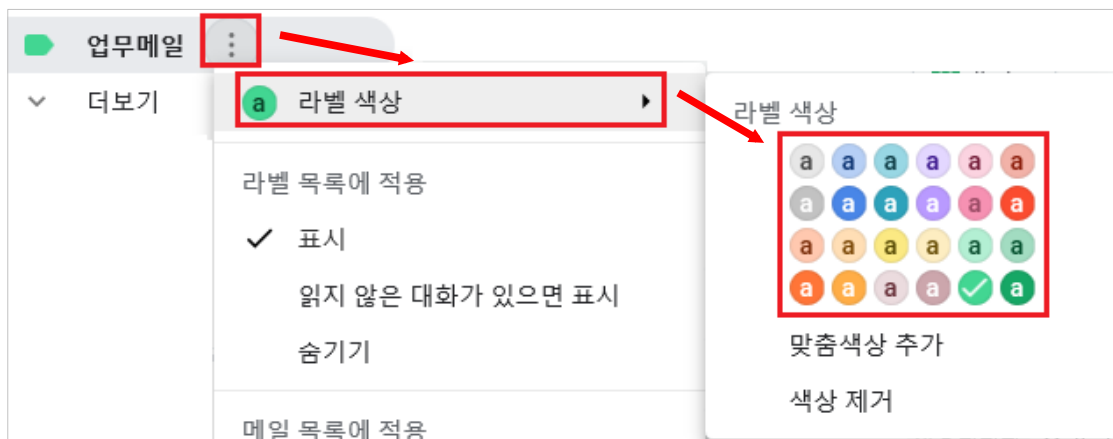 업무메일
더보기
a 라벨 색상
라벨 목록에 적용
표시
읽지 않은 대화가 있으면 표시
숨기기
메일 목록에 적용
라벨 색상
a a a a a a
a a a a a a
a a a a a a
a a a a a
맞춤색상 추가
색상 제거